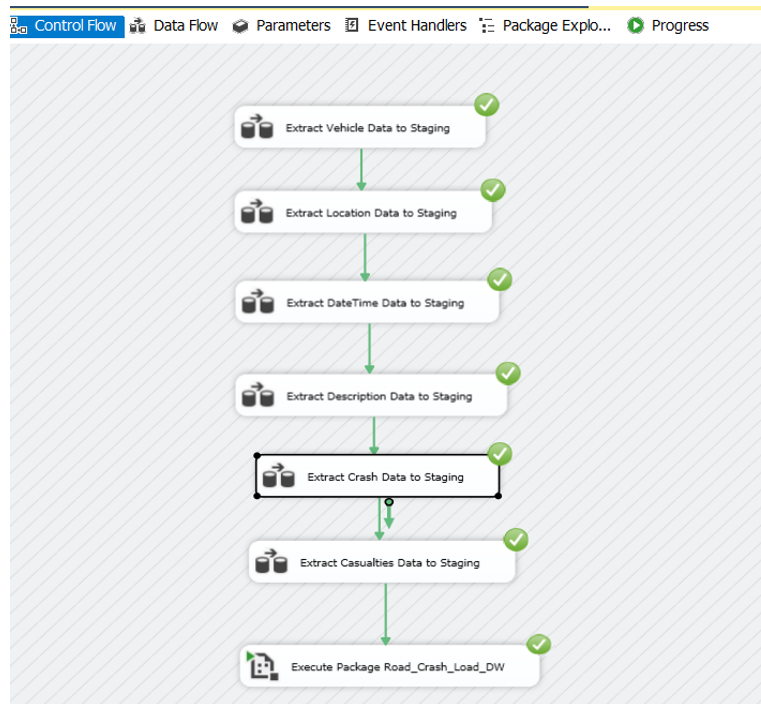 Control Flow Data Flow Parameters Event Handlers Package Explo... Progress
Extract Vehicle Data to Staging
Extract Location Data to Staging
Extract DateTime Data to Staging
Extract Description Data to Staging
Extract Crash Data to Staging
Extract Casualties Data to Staging
Execute Package Road_Crash_Load_DW